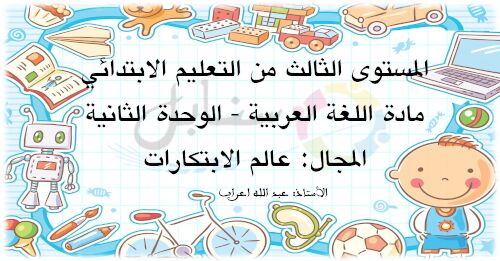 المستوى الثالث من التعليم الابتدائي
مادة اللغة العربية - الوحدة الثانية
المجال: عالم الابتكارات
الأستاذ: عبد الله اعراب